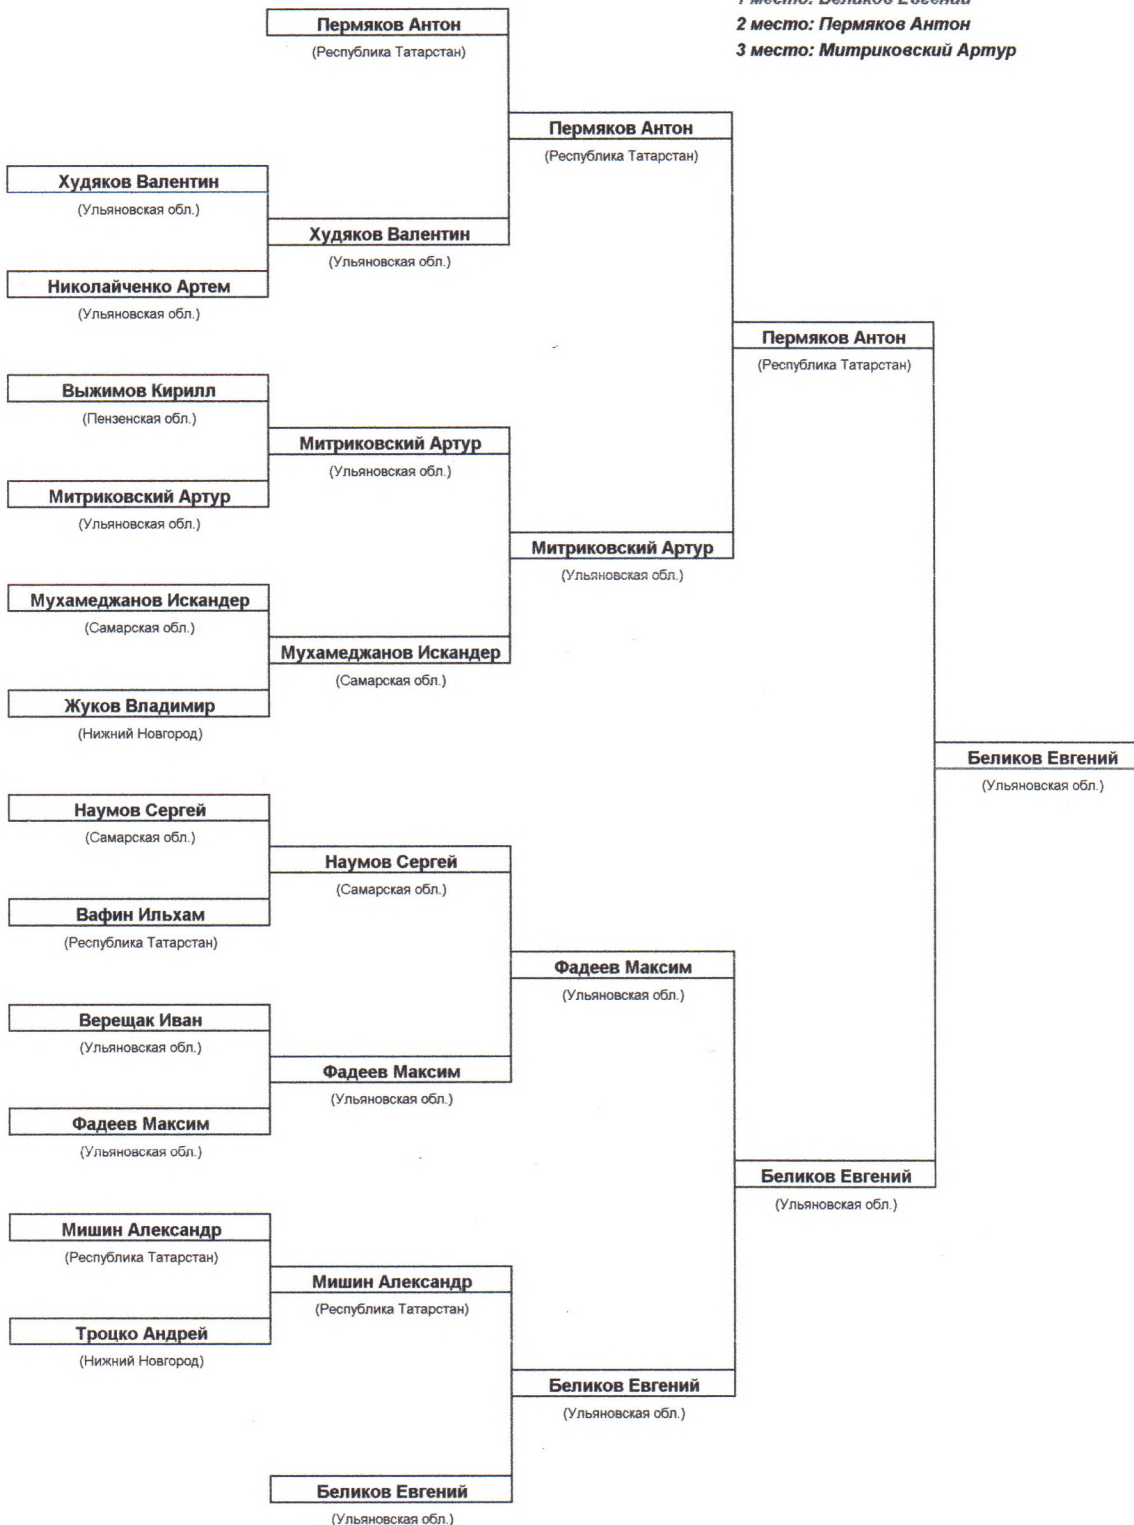 1 место: Беликов Евгений
Пермяков Антон
2 место: Пермяков Антон
(Республика Татарстан)
3 место: Митриковский Артур
Пермяков Антон
(Республика Татарстан)
Худяков Валентин
(Ульяновская обл.)
Худяков Валентин
(Ульяновская обл.)
Николайченко Артем
(Ульяновская обл.)
Пермяков Антон
(Республика Татарстан)
Выжимов Кирилл
(Пензенская обл.)
Митриковский Артур
(Ульяновская обл.)
Митриковский Артур
(Ульяновская обл.)
Митриковский Артур
(Ульяновская обл.)
Мухамеджанов Искандер
(Самарская обл.)
Мухамеджанов Искандер
(Самарская обл.)
Жуков Владимир
(Нижний Новгород)
Беликов Евгений
(Ульяновская обл.)
Наумов Сергей
(Самарская обл.)
Наумов Сергей
(Самарская обл.)
Вафин Ильхам
(Республика Татарстан)
Фадеев Максим
(Ульяновская обл.)
Верещак Иван
(Ульяновская обл.)
Фадеев Максим
(Ульяновская обл.)
Фадеев Максим
(Ульяновская обл.)
Беликов Евгений
(Ульяновская обл.)
Мишин Александр
(Республика Татарстан)
Мишин Александр
(Республика Татарстан)
Троцко Андрей
(Нижний Новгород)
Беликов Евгений
(Ульяновская обл.)
Беликов Евгений
(Ульяновская обл.)